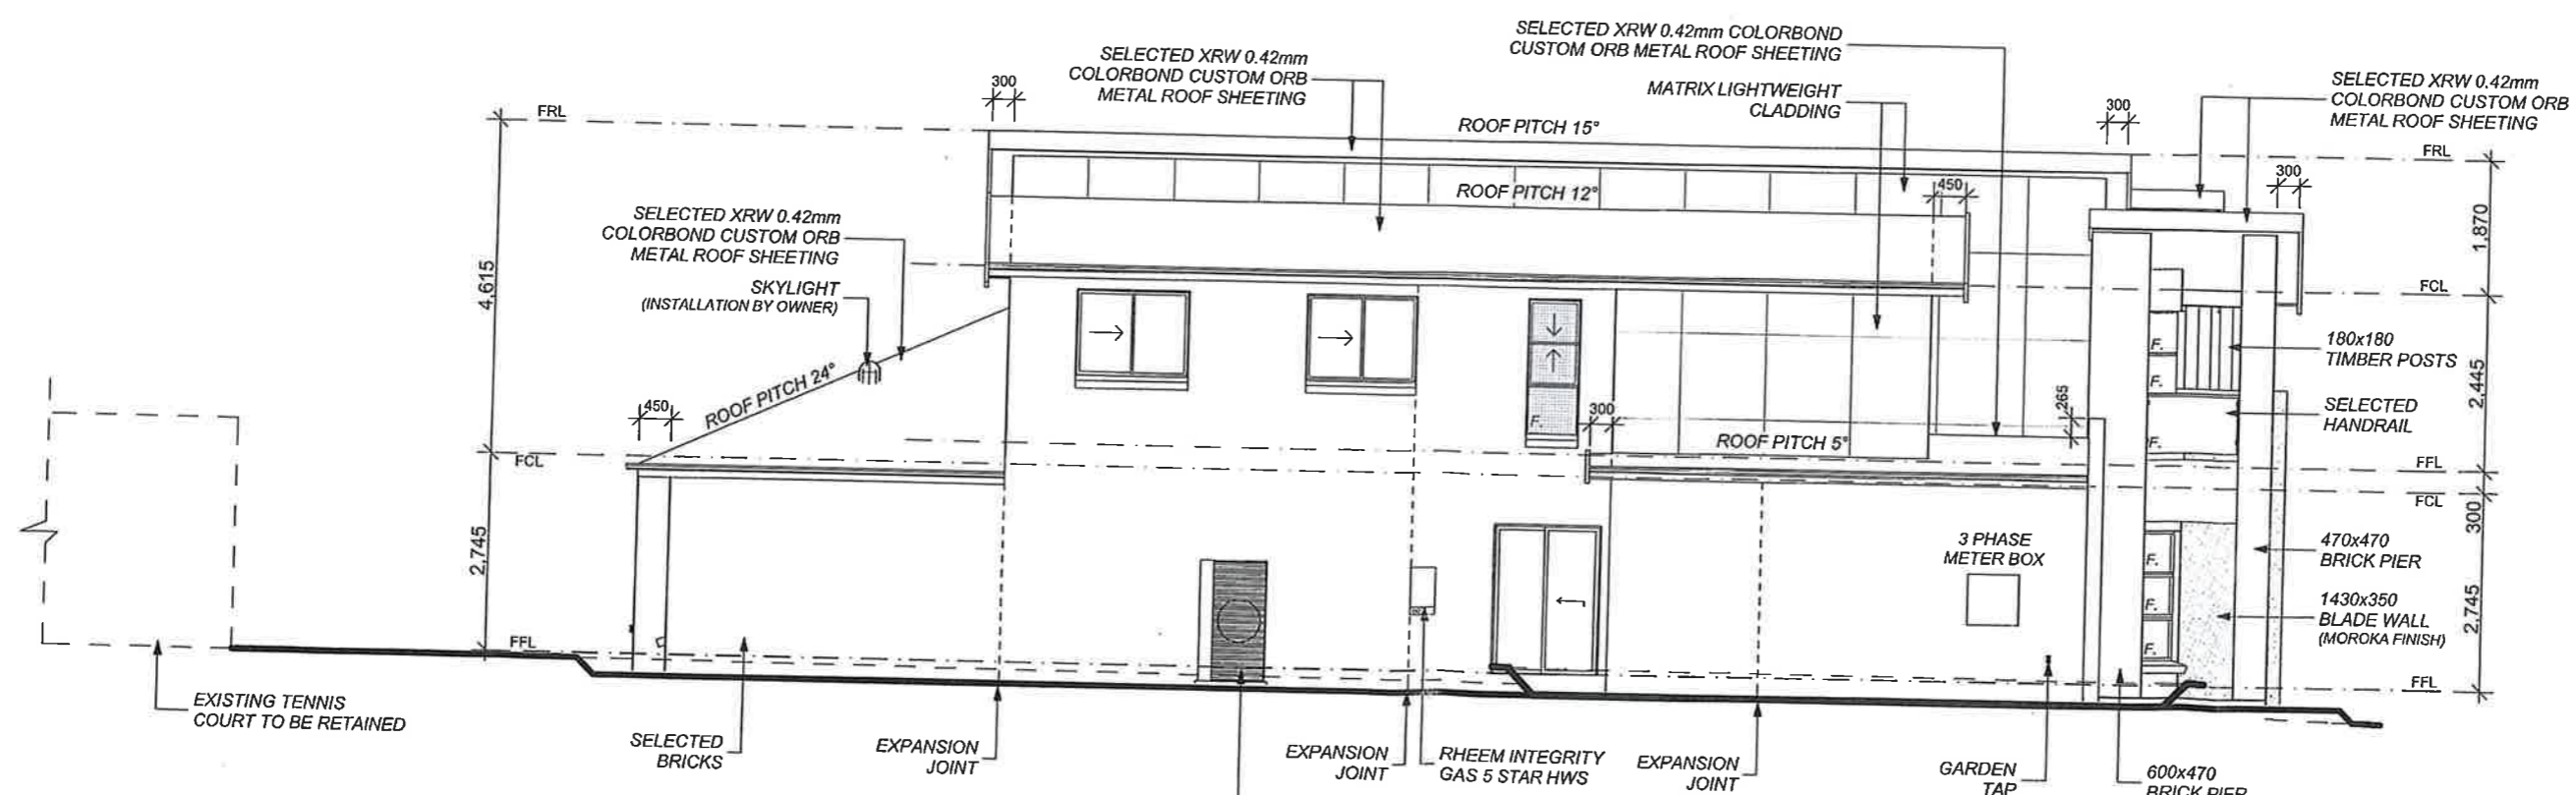 SELECTED XRW 0.42mm COLORBOND
CUSTOM ORB METAL ROOF SHEETING
SELECTED XRW 0.42mm
COLORBOND CUSTOM ORB
METAL ROOF SHEETING
MATRIX LIGHTWEIGHT
CLADDING
SELECTED XRW 0.42mm
COLORBOND CUSTOM ORB
METAL ROOF SHEETING
300
300
300
FRL
ROOF PITCH 15°
FRL
ROOF PITCH 12°
450
1,870
SELECTED XRW 0.42mm
COLORBOND CUSTOM ORB
METAL ROOF SHEETING
SKYLIGHT
(INSTALLATION BY OWNER)
4,615
FCL
180x180
TIMBER POSTS
F.
F.
2,445
ROOF PITCH 24°
450
300
265
F.
SELECTED
HANDRAIL
ROOF PITCH 5°
F.
FCL
FFL
FCL
300
2,745
3 PHASE
METER BOX
F.
F.
F.
470x470
BRICK PIER
1430x350
BLADE WALL
(MOROKA FINISH)
2,745
FFL
FFL
EXISTING TENNIS
COURT TO BE RETAINED
SELECTED
BRICKS
EXPANSION
JOINT
EXPANSION
JOINT
RHEEM INTEGRITY
GAS 5 STAR HWS
EXPANSION
JOINT
GARDEN
TAP
600x470
BRICK PIER